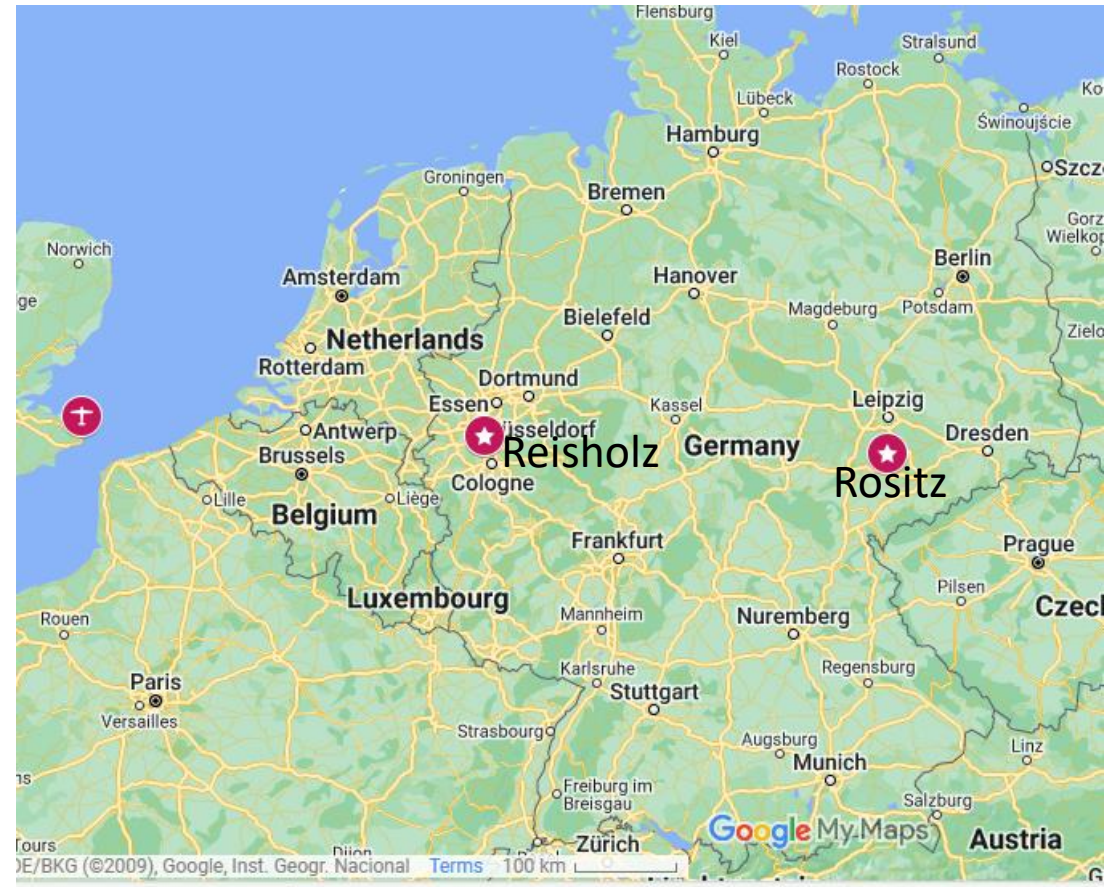 Flensburg
Kiel
Stralsund
Rostock
Lübeck
Ko
Świnoujście
Hamburg
Szcz
Groningen
Bremen
Gorz
Wielkop
Norwich
Berlin
Amsterdam
Hanover
ge
Magdeburg
Potsdam
Bielefeld
Zielo
Netherlands
Rotterdam
Dortmund
Essen
Kassel
Leipzig
Antwerp
üsseldorf
Reisholz
Germany
Dresden
Brussels
Cologne
Rositz
Lille
Liège
Belgium
Frankfurt
Prague
Pilsen
Luxembourg
Czech
Rouen
Mannheim
Nuremberg
Paris
Karlsruhe
Regensburg
Stuttgart
Versailles
Strasbourg
Augsburg
Linz
Munich
ns
Freiburg im
Breisgau
Salzburg
Google My Maps
Austria
Tours
Zürich
DE/BKG (©2009), Google, Inst. Geogr. Nacional Terms 100 km